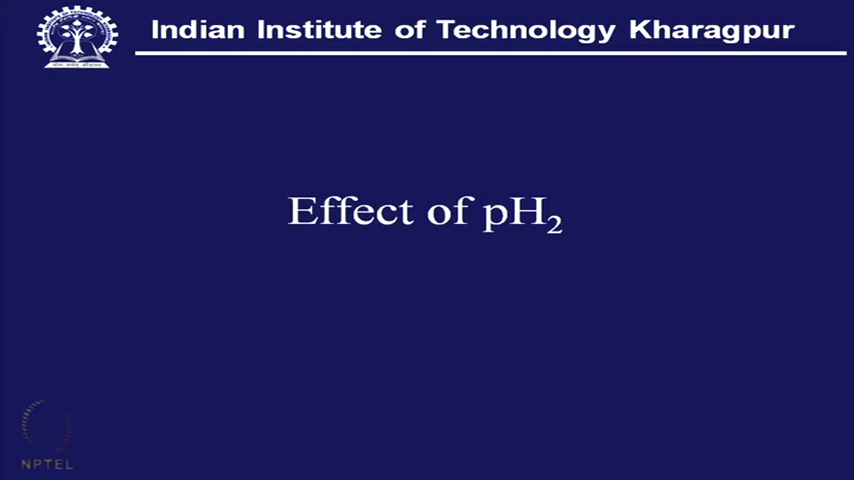 Indian Institute of Technology Kharagpur
Effect of pH₂
NPTEL